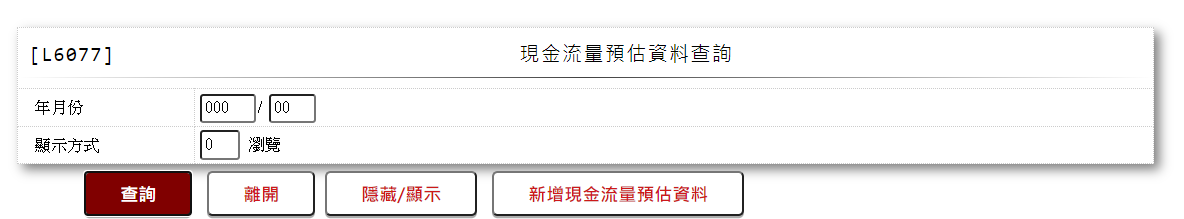 [L6077] 現金流量預估資料查詢
年月份 000 / 00
顯示方式 0 瀏覽
查詢 離開 隱藏/顯示 新增現金流量預估資料